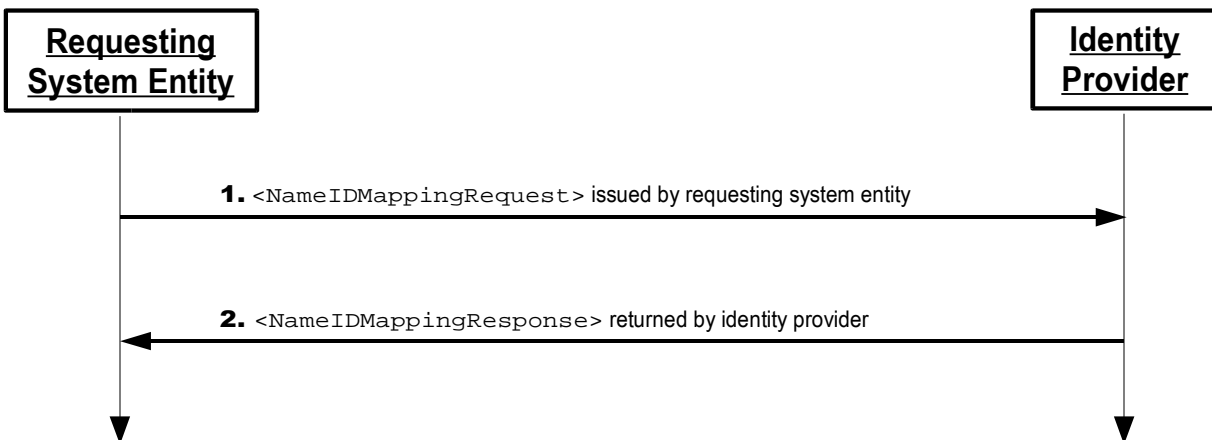 Requesting
System Entity
Identity
Provider
1. <NameIDMappingRequest> issued by requesting system entity
2. <NameIDMappingResponse> returned by identity provider